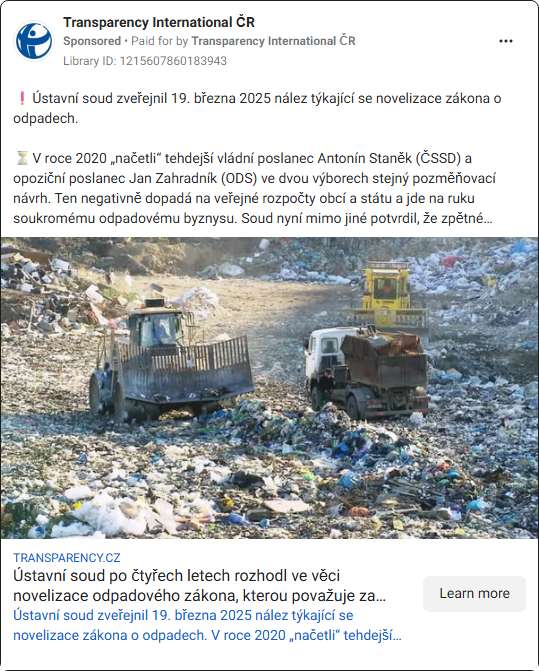 Transparency International ČR
Sponsored • Paid for by Transparency International ČR
Library ID: 1215607860183943
❗ Ústavní soud zveřejnil 19. března 2025 nález týkající se novelizace zákona o
odpadech.
⏳ V roce 2020 „načetli“ tehdejší vládní poslanec Antonín Staněk (ČSSD) a
opoziční poslanec Jan Zahradník (ODS) ve dvou výborech stejný pozměňovací
návrh. Ten negativně dopadá na veřejné rozpočty obcí a státu a jde na ruku
soukromému odpadovému byznysu. Soud nyní mimo jiné potvrdil, že zpětné…
TRANSPARENCY.CZ
Ústavní soud po čtyřech letech rozhodl ve věci
novelizace odpadového zákona, kterou považuje za…
Learn more
Ústavní soud zveřejnil 19. března 2025 nález týkající se
novelizace zákona o odpadech. V roce 2020 „načetli“ tehdejší…